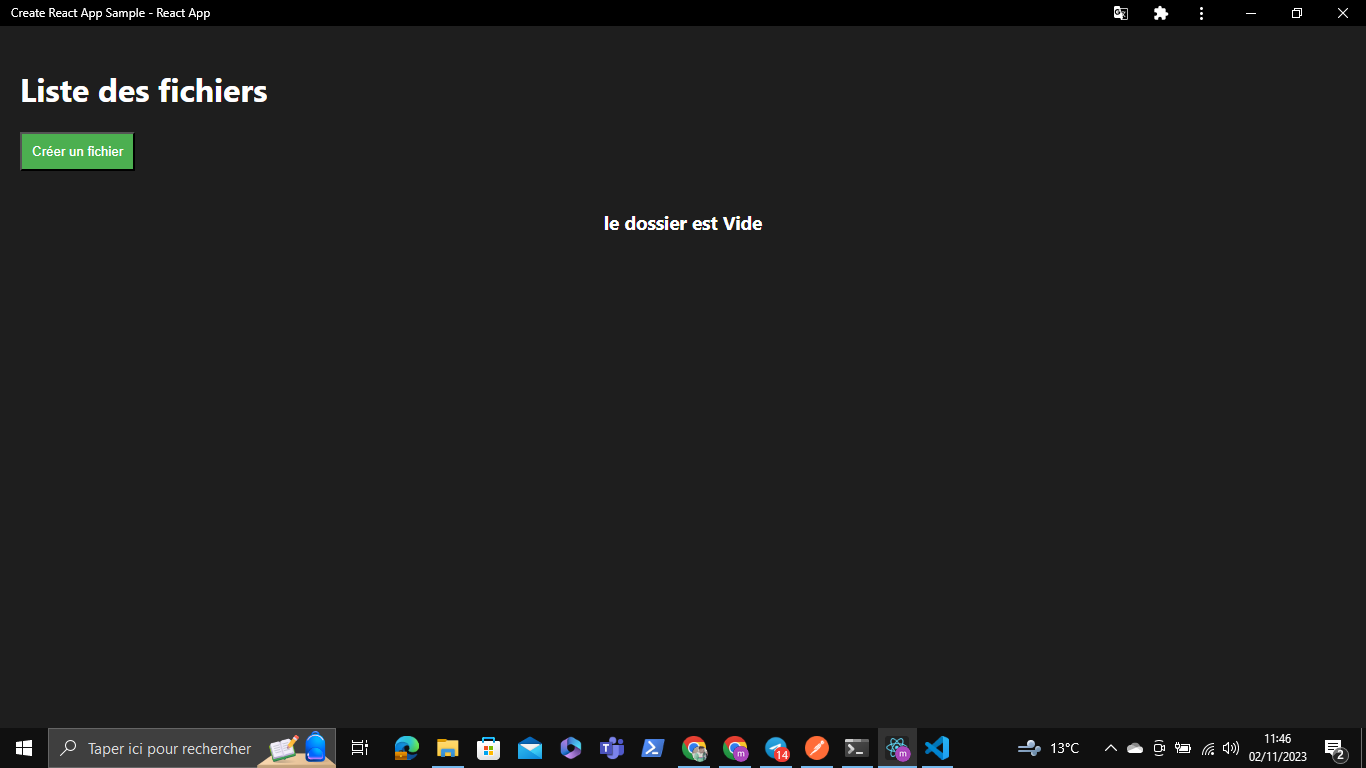 Create React App Sample - React App
Liste des fichiers
Créer un fichier
le dossier est Vide
Taper ici pour rechercher
m
14
m
13°C
11:46
02/11/2023
2